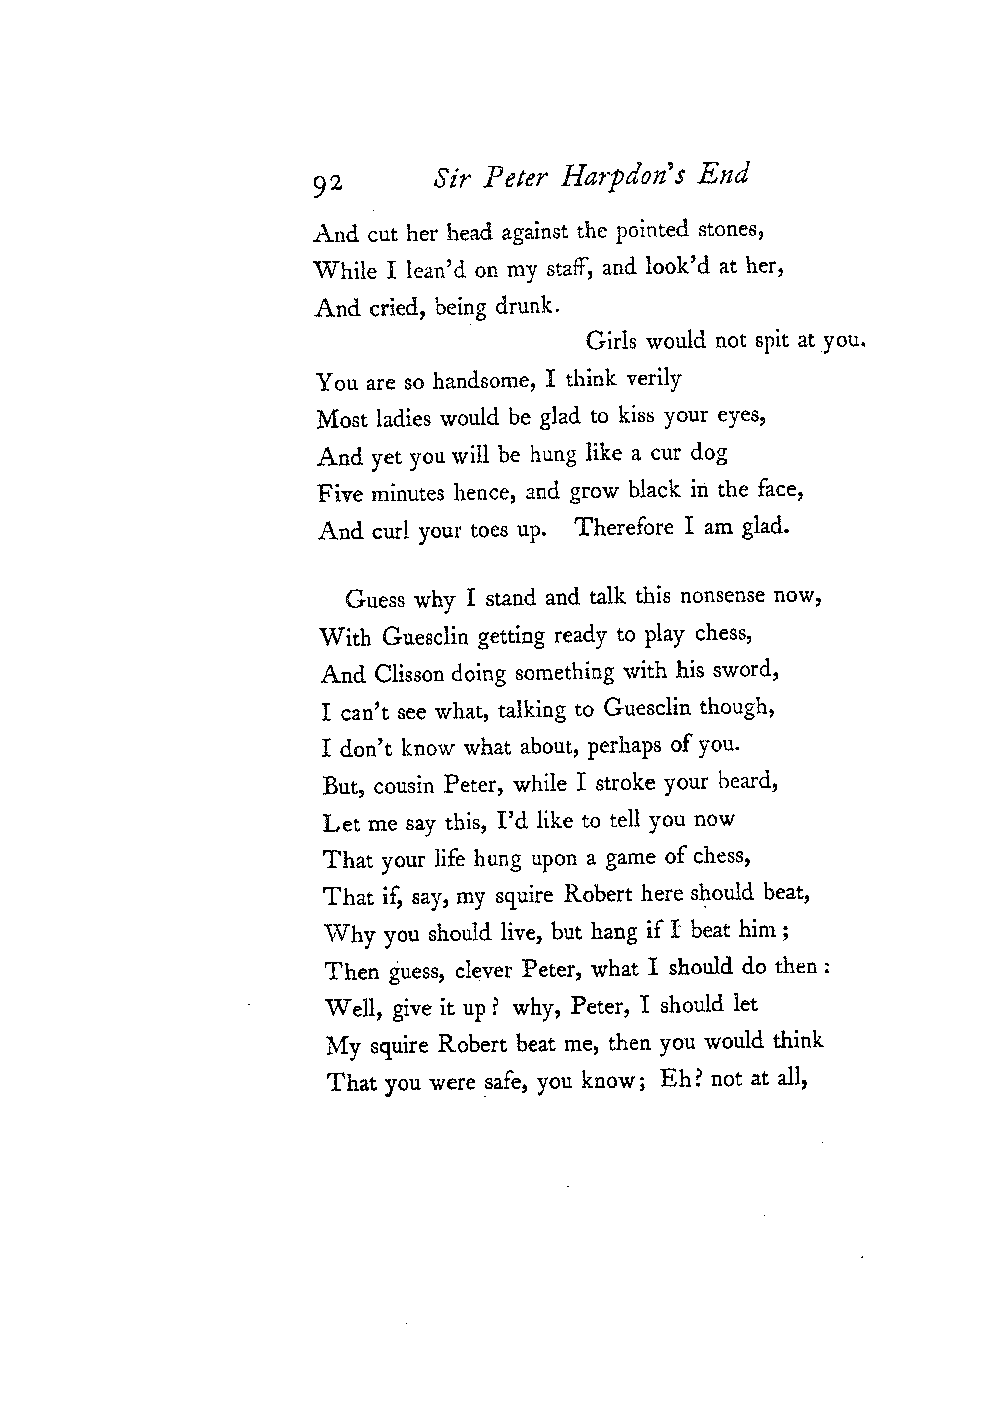 92 Sir Peter Harpdon's End
And cut her head against the pointed stones,
While I lean'd on my staff, and look'd at her,
And cried, being drunk.
Girls would not spit at you.
You are so handsome, I think verily
Most ladies would be glad to kiss your eyes,
And yet you will be hung like a cur dog
Five minutes hence, and grow black in the face,
And curl your toes up. Therefore I am glad.
Guess why I stand and talk this nonsense now,
With Guesclin getting ready to play chess,
And Clisson doing something with his sword,
I can't see what, talking to Guesclin though,
I don't know what about, perhaps of you.
But, cousin Peter, while I stroke your beard,
Let me say this, I'd like to tell you now
That your life hung upon a game of chess,
That if, say, my squire Robert here should beat,
Why you should live, but hang if I beat him;
Then guess, clever Peter, what I should do then:
Well, give it up? why, Peter, I should let
My squire Robert beat me, then you would think
That you were safe, you know; Eh? not at all,